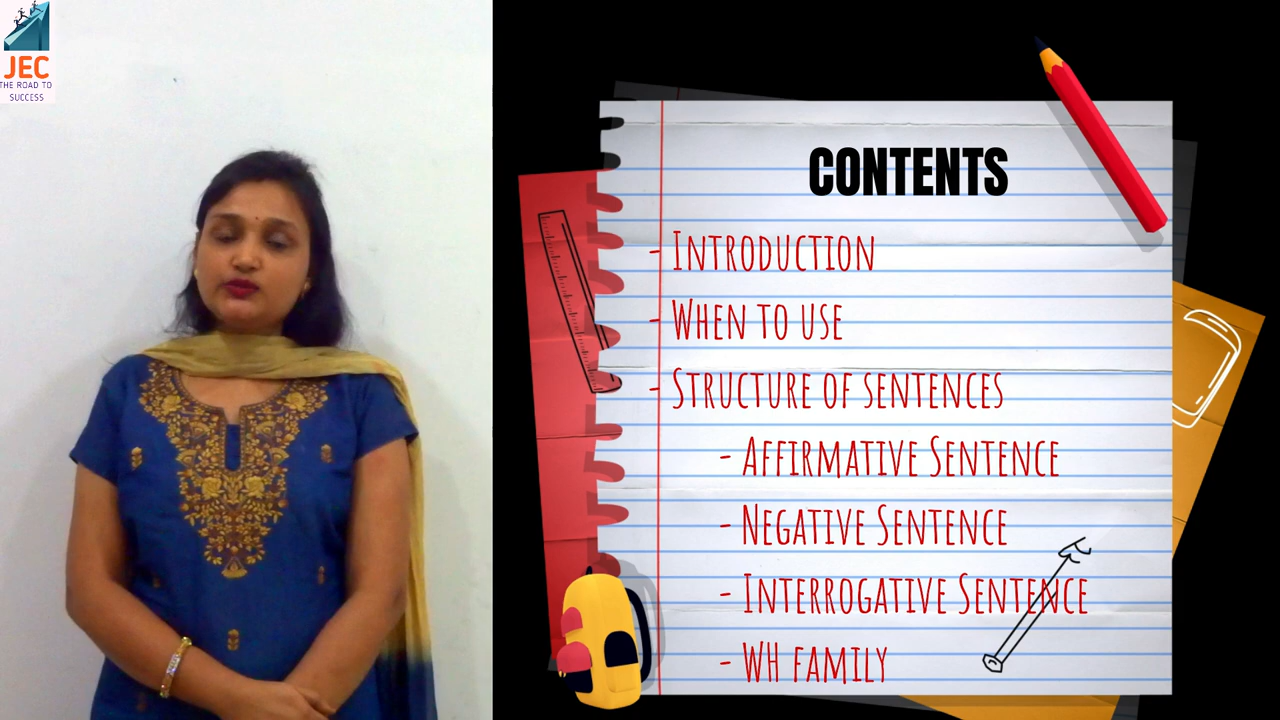 JEC
THE ROAD TO
SUCCESS
CONTENTS
- INTRODUCTION
- WHEN TO USE
- STRUCTURE OF SENTENCES
- AFFIRMATIVE SENTENCE
- NEGATIVE SENTENCE
- INTERROGATIVE SENTENCE
- WH FAMILY